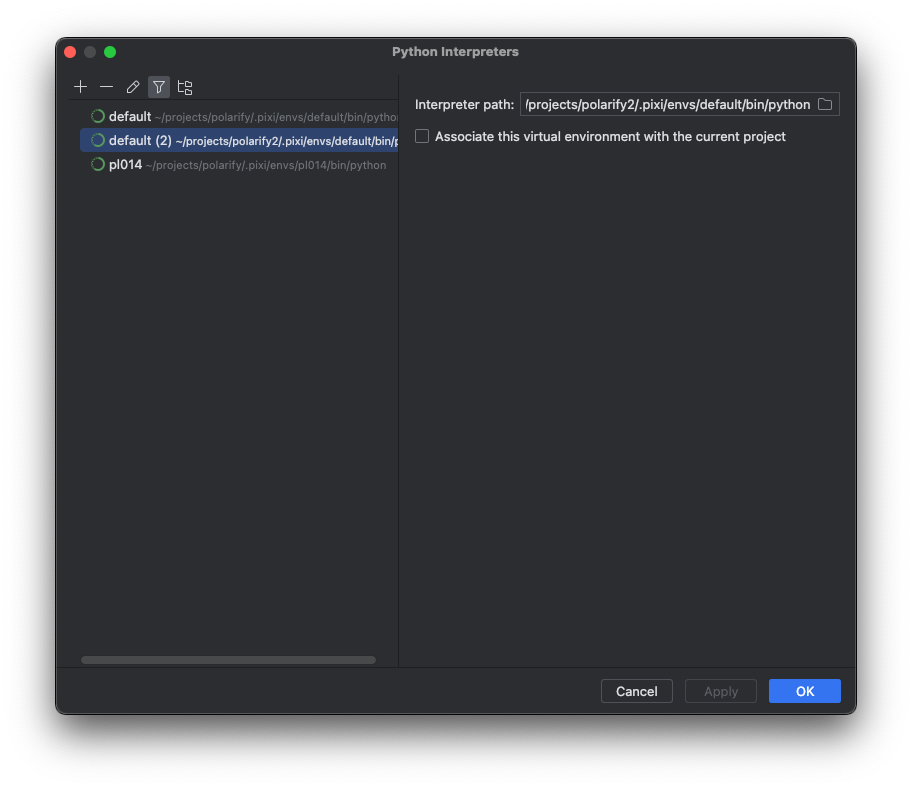 Python Interpreters
default ~/projects/polarify/.pixi/envs/default/bin/pytho
default (2) ~/projects/polarify2/.pixi/envs/default/bin/p
pl014 ~/projects/polarify/.pixi/envs/pl014/bin/python
Interpreter path: /projects/polarify2/.pixi/envs/default/bin/python
Associate this virtual environment with the current project
Cancel Apply OK